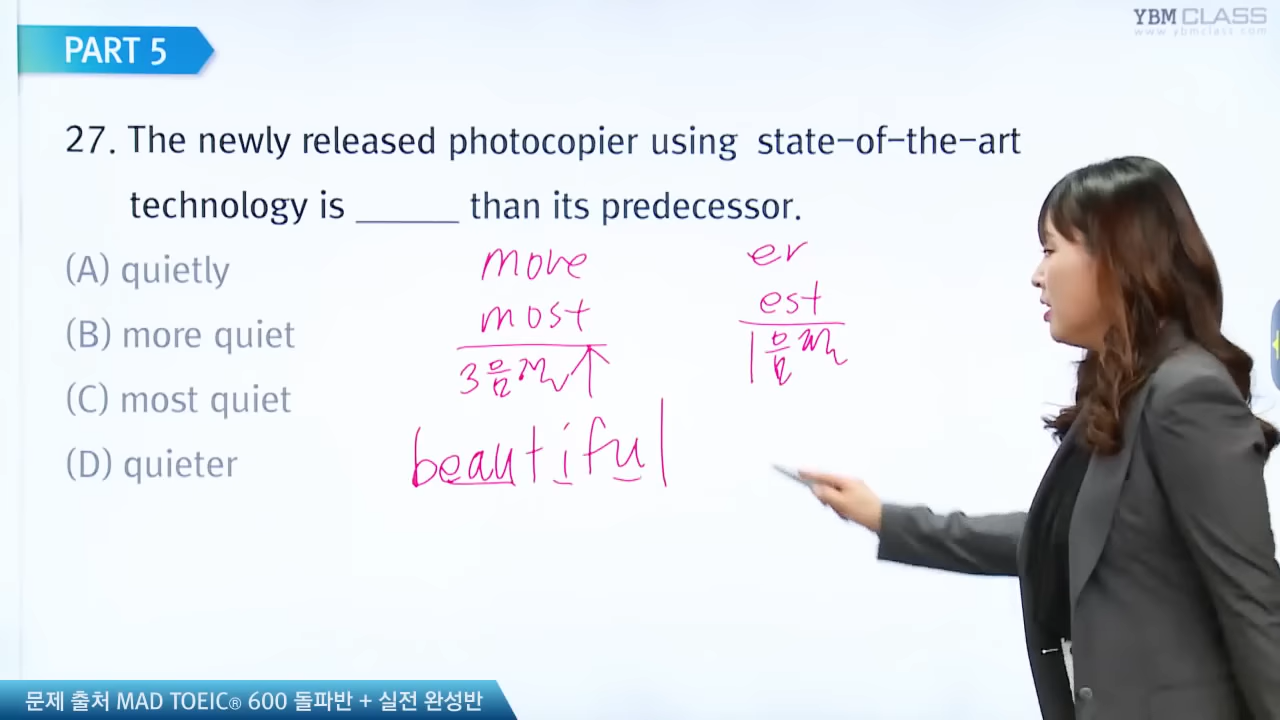 YBM CLASS
www.ybmclass.com
PART 5
27. The newly released photocopier using state-of-the-art
technology is ______ than its predecessor.
(A) quietly
(B) more quiet
(C) most quiet
(D) quieter
more
most
3음절↑
beautiful
er
est
1음절
문제 출처 MAD TOEIC® 600 돌파반 + 실전 완성반